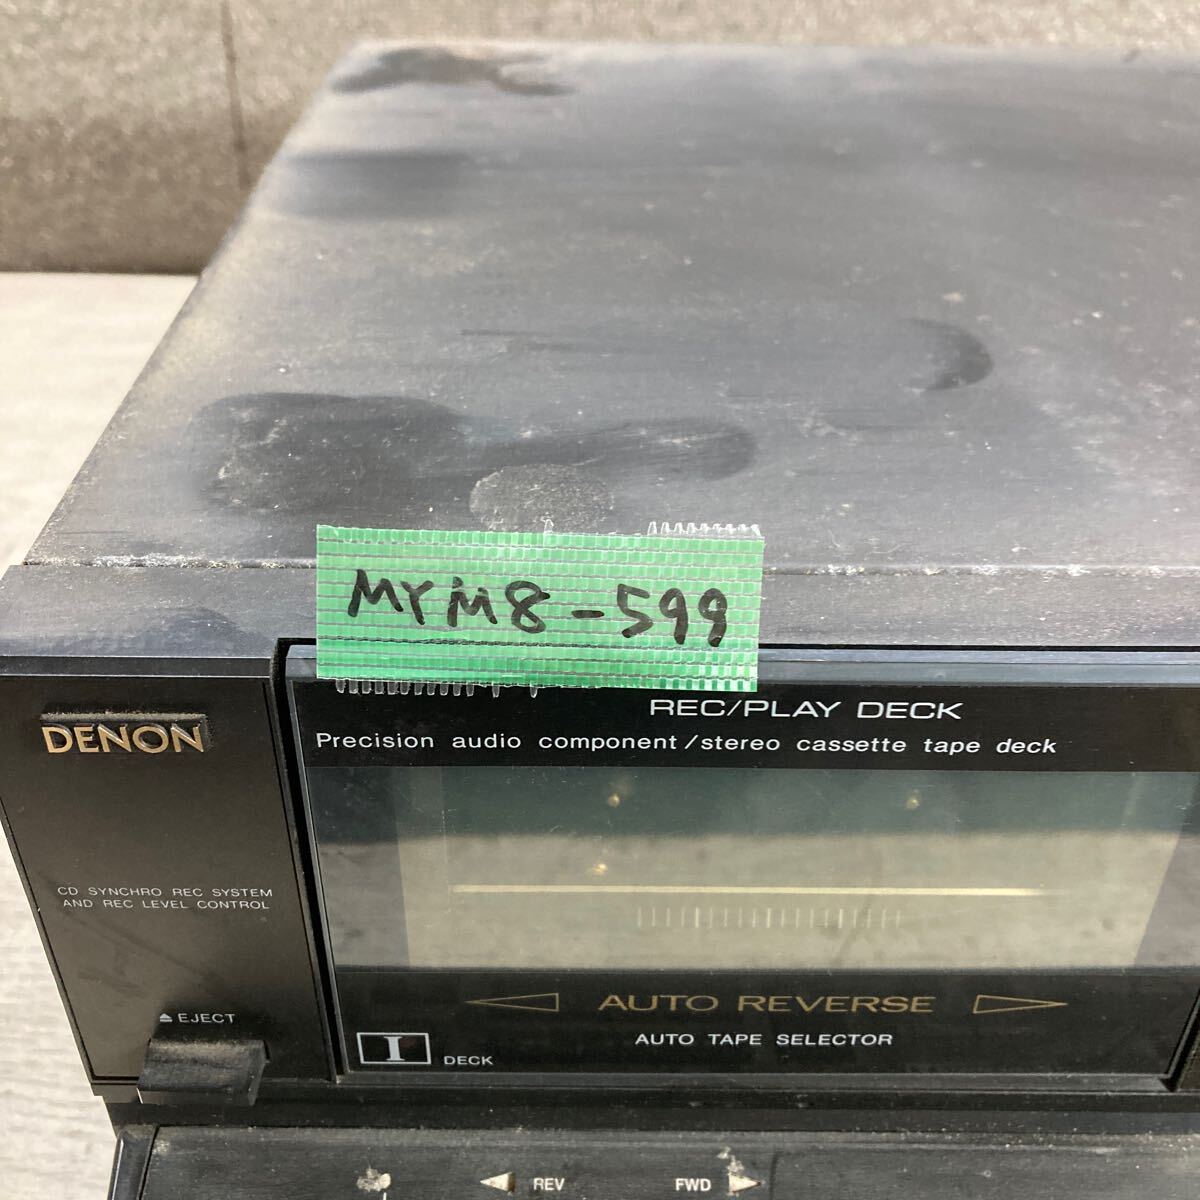 MYM8-599
REC/PLAY DECK
DENON
Precision audio component/stereo cassette tape deck
CD SYNCHRO REC SYSTEM
AND REC LEVEL CONTROL
AUTO REVERSE
EJECT
AUTO TAPE SELECTOR
I DECK
REV FWD